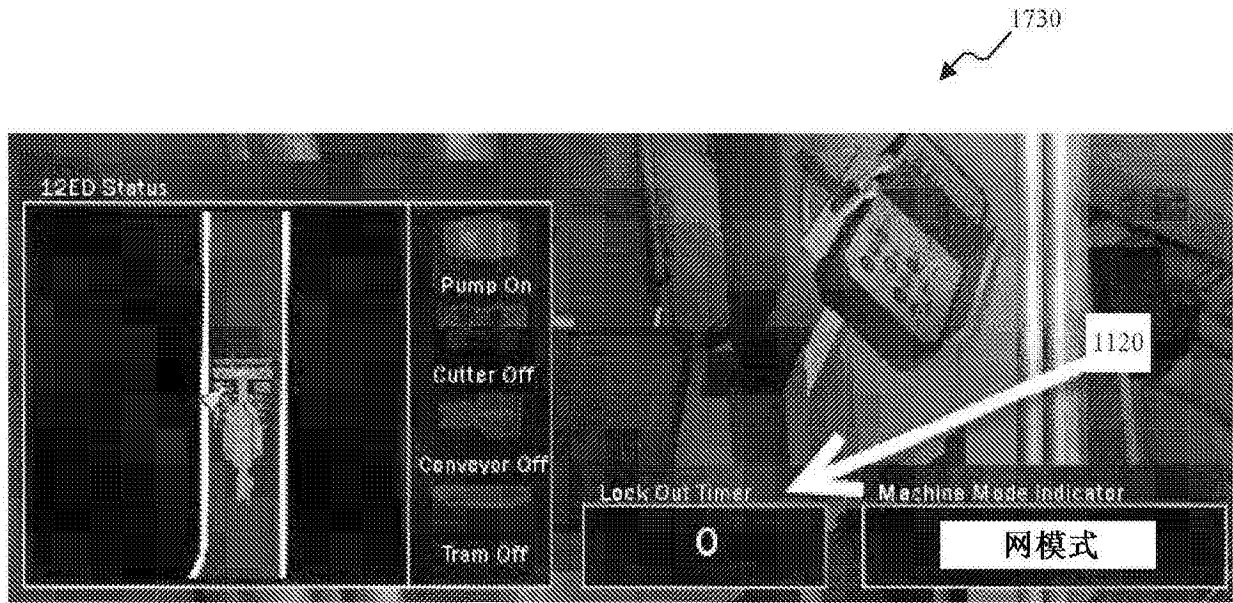 1730
12ED Status
Pump On
1120
Cutter Off
Conveyor Off
Lock Out Timer
Machine Mode Indicator
0
网模式
Tram Off